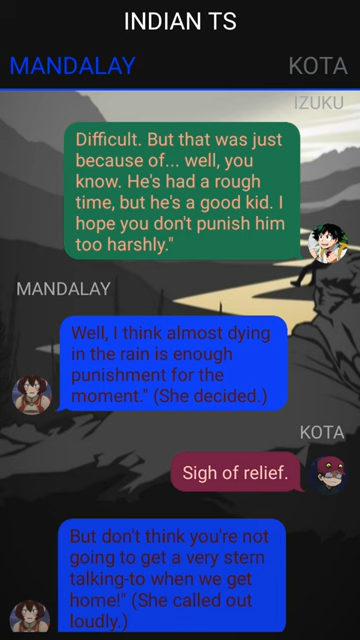 INDIAN TS
MANDALAY KOTA
IZUKU
Difficult. But that was just
because of... well, you
know. He's had a rough
time, but he's a good kid. I
hope you don't punish him
too harshly."
MANDALAY
Well, I think almost dying
in the rain is enough
punishment for the
moment." (She decided.)
KOTA
Sigh of relief.
But don't think you're not
going to get a very stern
talking-to when we get
home!" (She called out
loudly.)